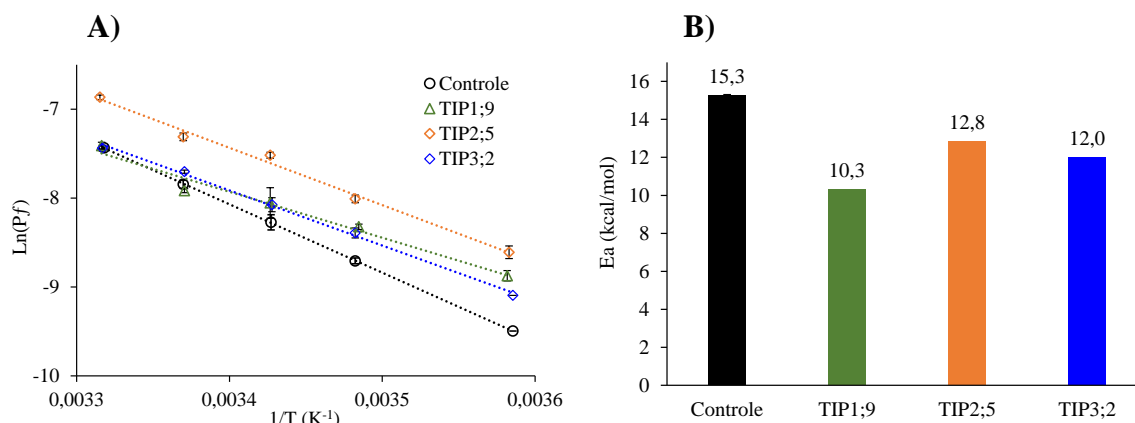 A)
Ln(Pf)
-7
-8
-9
-10
0,0033
0,0034
0,0035
0,0036
1/T (K-1)
Controle
TIP1;9
TIP2;5
TIP3;2
B)
Ea (kcal/mol)
16
14
12
10
8
6
4
2
0
15,3
10,3
12,8
12,0
Controle
TIP1;9
TIP2;5
TIP3;2